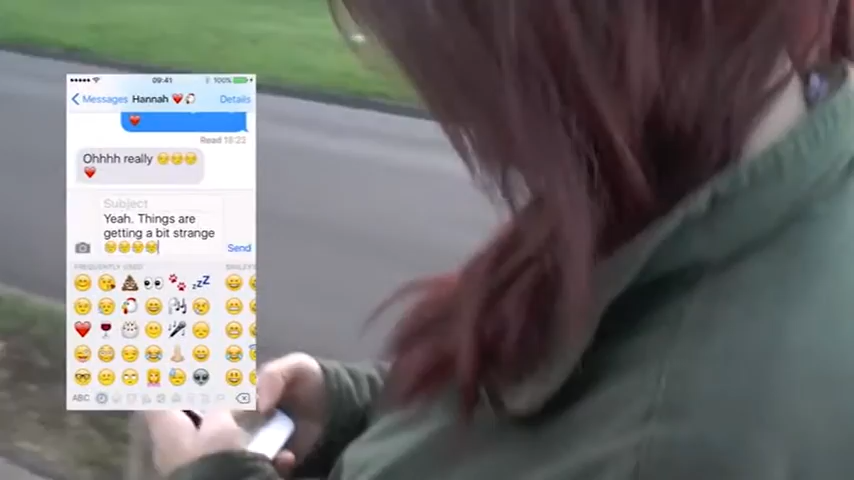 09:41
100%
Messages Hannah ❤️🐔 Details
❤️
Read 18:22
Ohhhh really 😔😔😔
❤️
Subject
Yeah. Things are
getting a bit strange
Send
FREQUENTLY USED
SMILEYS
ABC